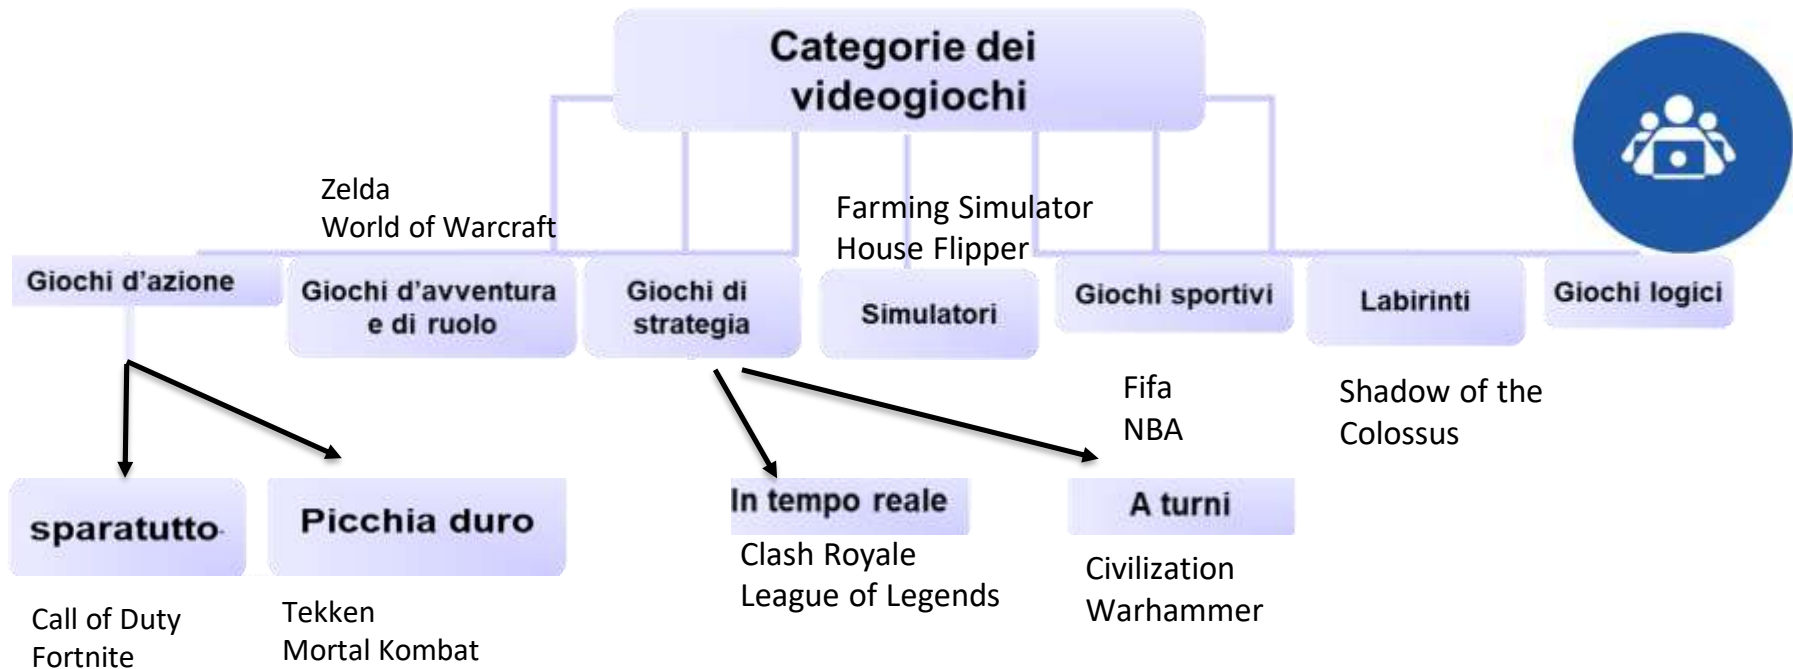 Categorie dei
videogiochi
Zelda
World of Warcraft
Farming Simulator
House Flipper
Giochi d'azione
Giochi d'avventura
e di ruolo
Giochi di
strategia
Simulatori
Giochi sportivi
Labirinti
Giochi logici
Fifa
NBA
Shadow of the
Colossus
sparatutto-
Picchia duro
In tempo reale
A turni
Call of Duty
Fortnite
Tekken
Mortal Kombat
Clash Royale
League of Legends
Civilization
Warhammer